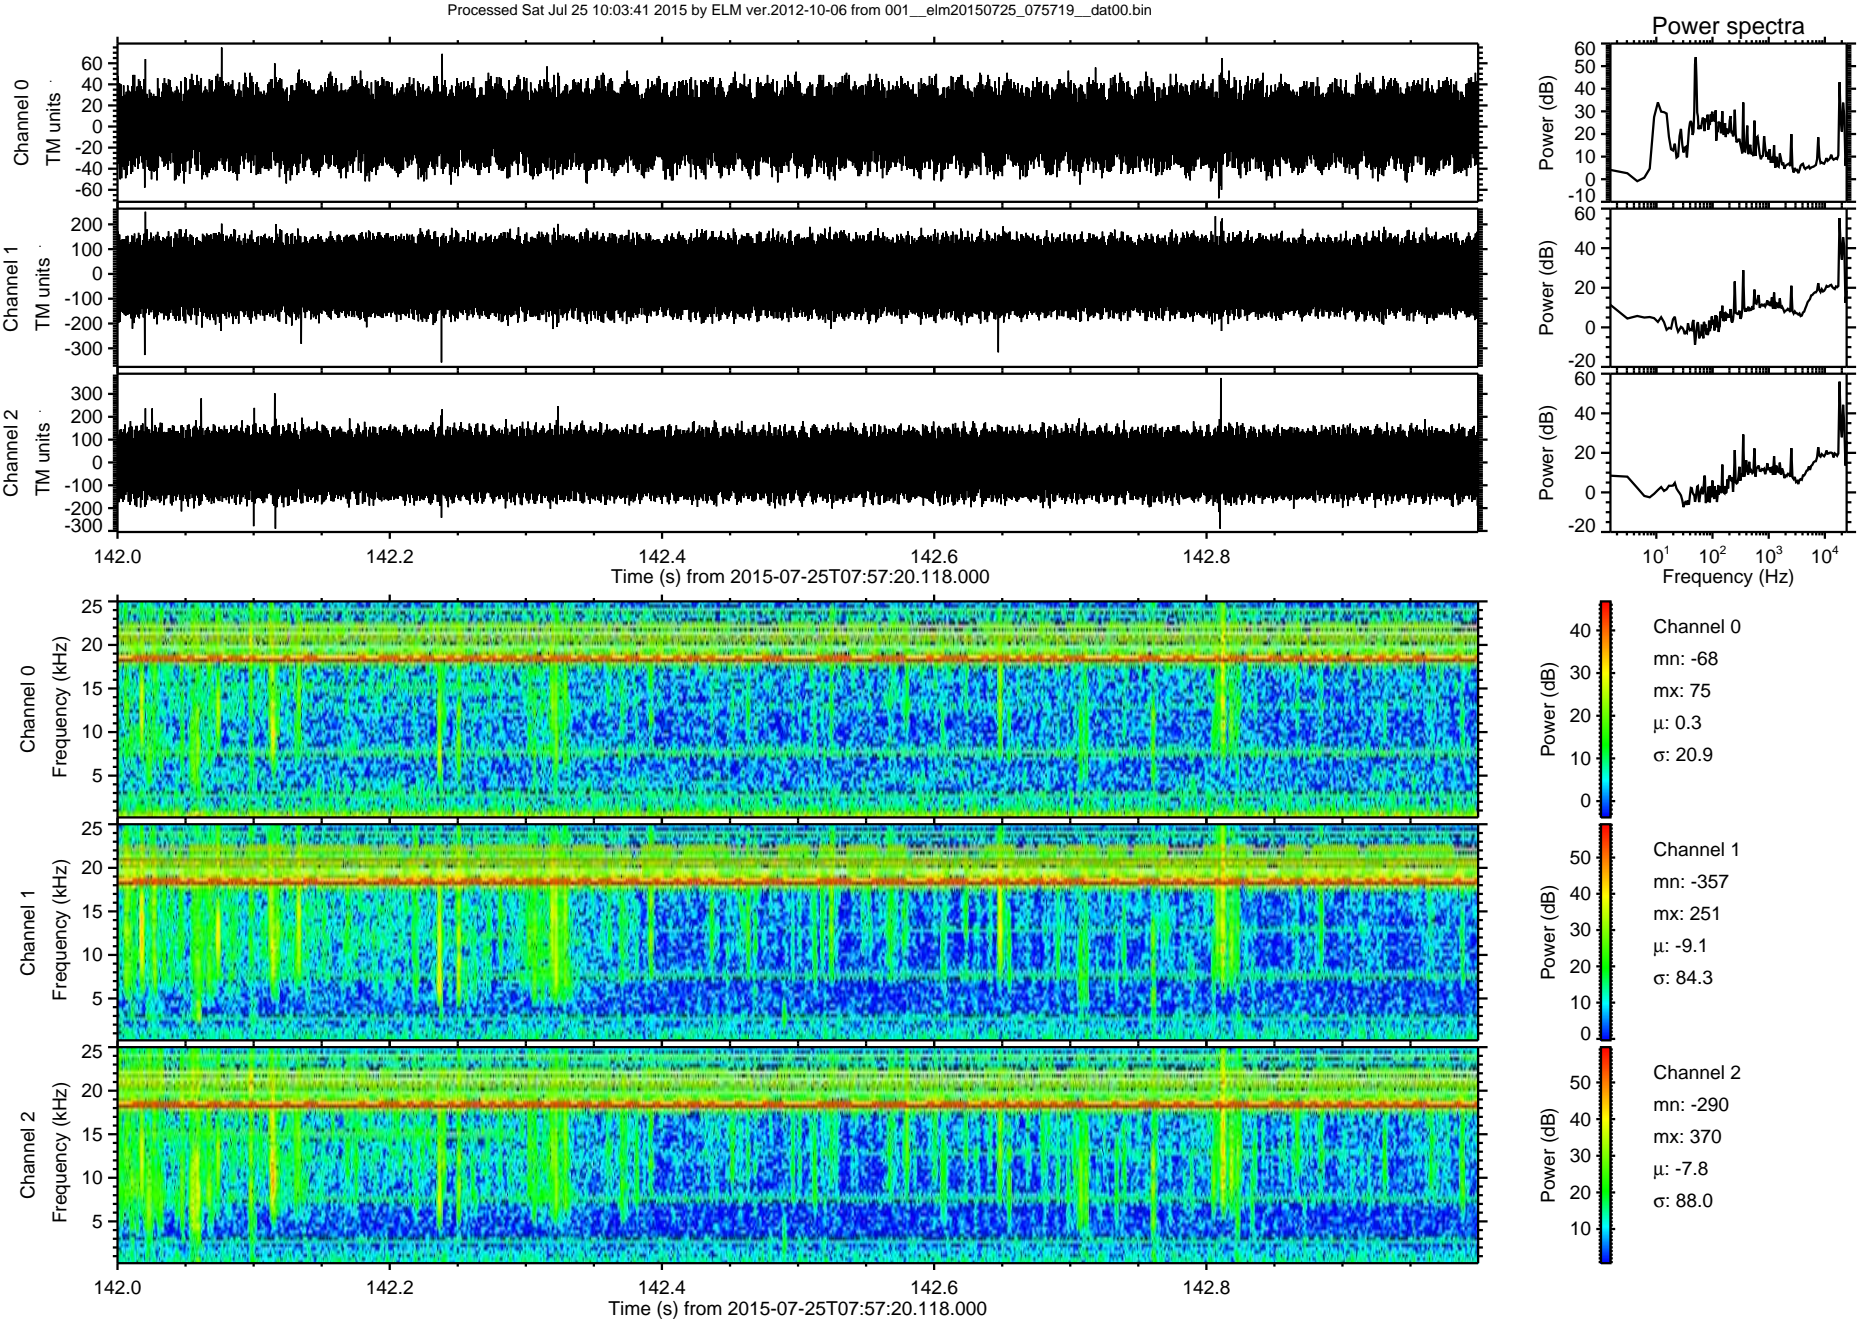 Processed Sat Jul 25 10:03:41 2015 by ELM ver.2012-10-06 from 001__elm20150725_075719__dat00.bin
Power spectra
Channel 0
TM units
60
40
20
0
-20
-40
-60
Power (dB)
60
50
40
30
20
10
0
-10
Channel 1
TM units
200
100
0
-100
-200
-300
Power (dB)
60
40
20
0
-20
Channel 2
TM units
300
200
100
0
-100
-200
-300
Power (dB)
60
40
20
0
-20
142.0 142.2 142.4 142.6 142.8
Time (s) from 2015-07-25T07:57:20.118.000
10¹ 10² 10³ 10⁴
Frequency (Hz)
Channel 0
Frequency (kHz)
25
20
15
10
5
Power (dB)
40
30
20
10
0
Channel 0
mn: -68
mx: 75
μ: 0.3
σ: 20.9
Channel 1
Frequency (kHz)
25
20
15
10
5
Power (dB)
50
40
30
20
10
0
Channel 1
mn: -357
mx: 251
μ: -9.1
σ: 84.3
Channel 2
Frequency (kHz)
25
20
15
10
5
Power (dB)
50
40
30
20
10
Channel 2
mn: -290
mx: 370
μ: -7.8
σ: 88.0
142.0 142.2 142.4 142.6 142.8
Time (s) from 2015-07-25T07:57:20.118.000